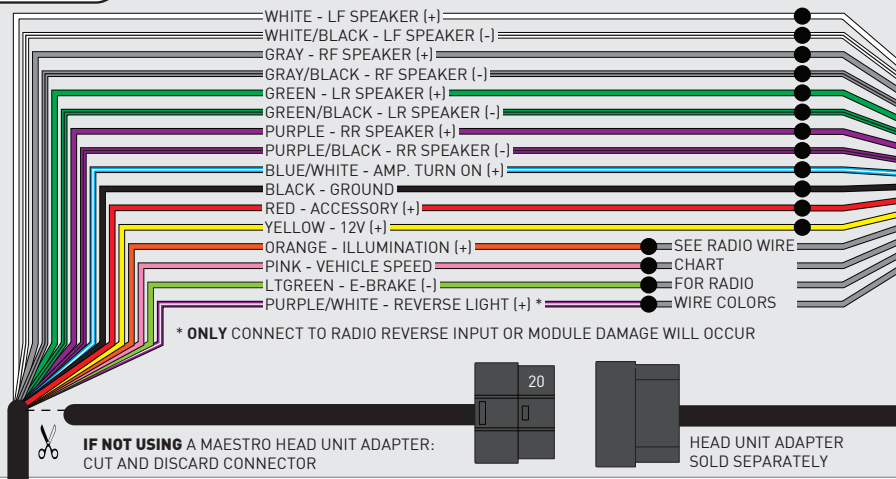 WHITE - LF SPEAKER (+)
WHITE/BLACK - LF SPEAKER (-)
GRAY - RF SPEAKER (+)
GRAY/BLACK - RF SPEAKER (-)
GREEN - LR SPEAKER (+)
GREEN/BLACK - LR SPEAKER (-)
PURPLE - RR SPEAKER (+)
PURPLE/BLACK - RR SPEAKER (-)
BLUE/WHITE - AMP. TURN ON (+)
BLACK - GROUND
RED - ACCESSORY (+)
YELLOW - 12V (+)
ORANGE - ILLUMINATION (+) SEE RADIO WIRE
PINK - VEHICLE SPEED CHART
LTGREEN - E-BRAKE (-) FOR RADIO
PURPLE/WHITE - REVERSE LIGHT (+) * WIRE COLORS
* ONLY CONNECT TO RADIO REVERSE INPUT OR MODULE DAMAGE WILL OCCUR
20
IF NOT USING A MAESTRO HEAD UNIT ADAPTER:
CUT AND DISCARD CONNECTOR
HEAD UNIT ADAPTER
SOLD SEPARATELY